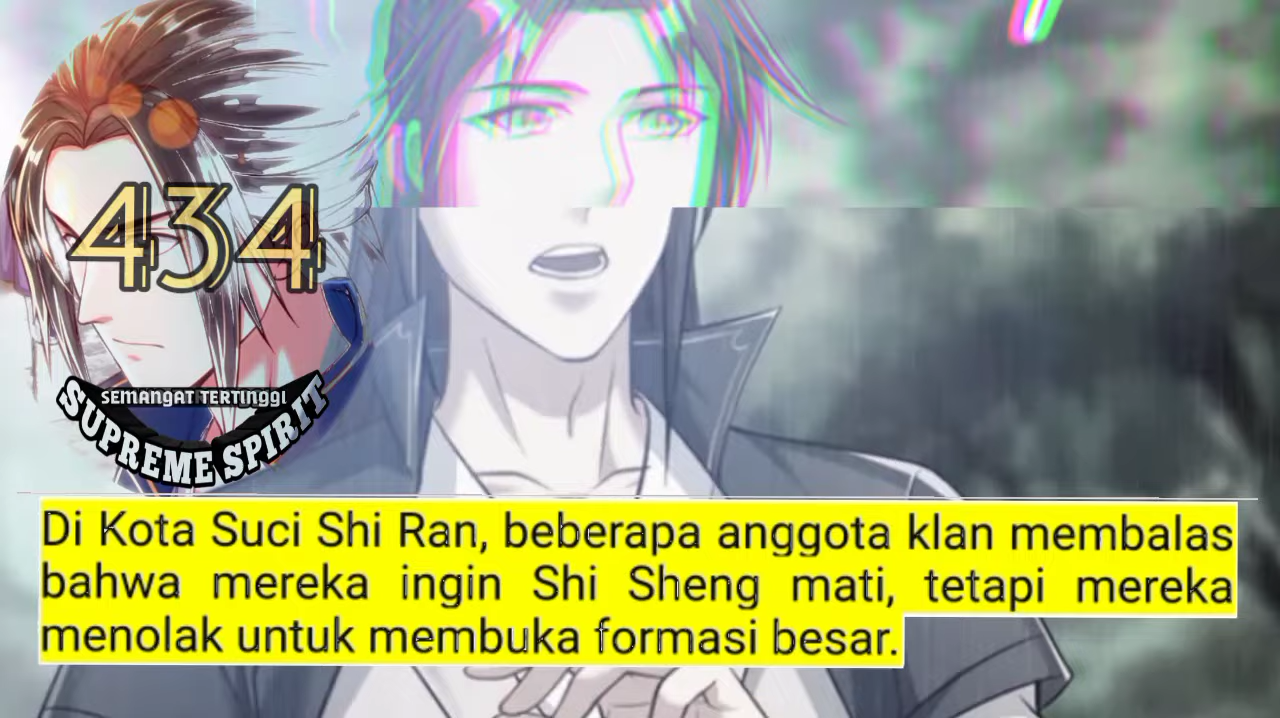 434
SEMANGAT TERTINGGI
SUPREME SPIRIT
Di Kota Suci Shi Ran, beberapa anggota klan membalas
bahwa mereka ingin Shi Sheng mati, tetapi mereka
menolak untuk membuka formasi besar.